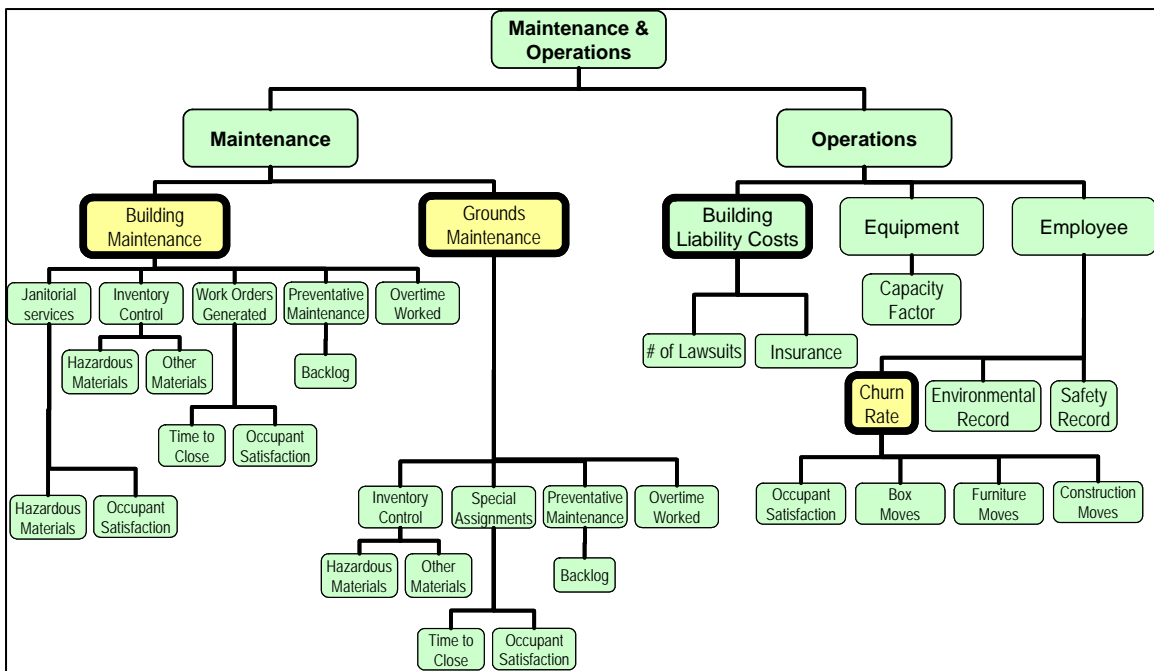 Maintenance &
Operations
Maintenance
Operations
Building
Maintenance
Grounds
Maintenance
Building
Liability Costs
Equipment
Employee
Janitorial
services
Inventory
Control
Work Orders
Generated
Preventative
Maintenance
Overtime
Worked
Capacity
Factor
Hazardous
Materials
Other
Materials
Backlog
# of Lawsuits
Insurance
Churn
Rate
Environmental
Record
Safety
Record
Time to
Close
Occupant
Satisfaction
Hazardous
Materials
Occupant
Satisfaction
Inventory
Control
Special
Assignments
Preventative
Maintenance
Overtime
Worked
Occupant
Satisfaction
Box
Moves
Furniture
Moves
Construction
Moves
Hazardous
Materials
Other
Materials
Backlog
Time to
Close
Occupant
Satisfaction